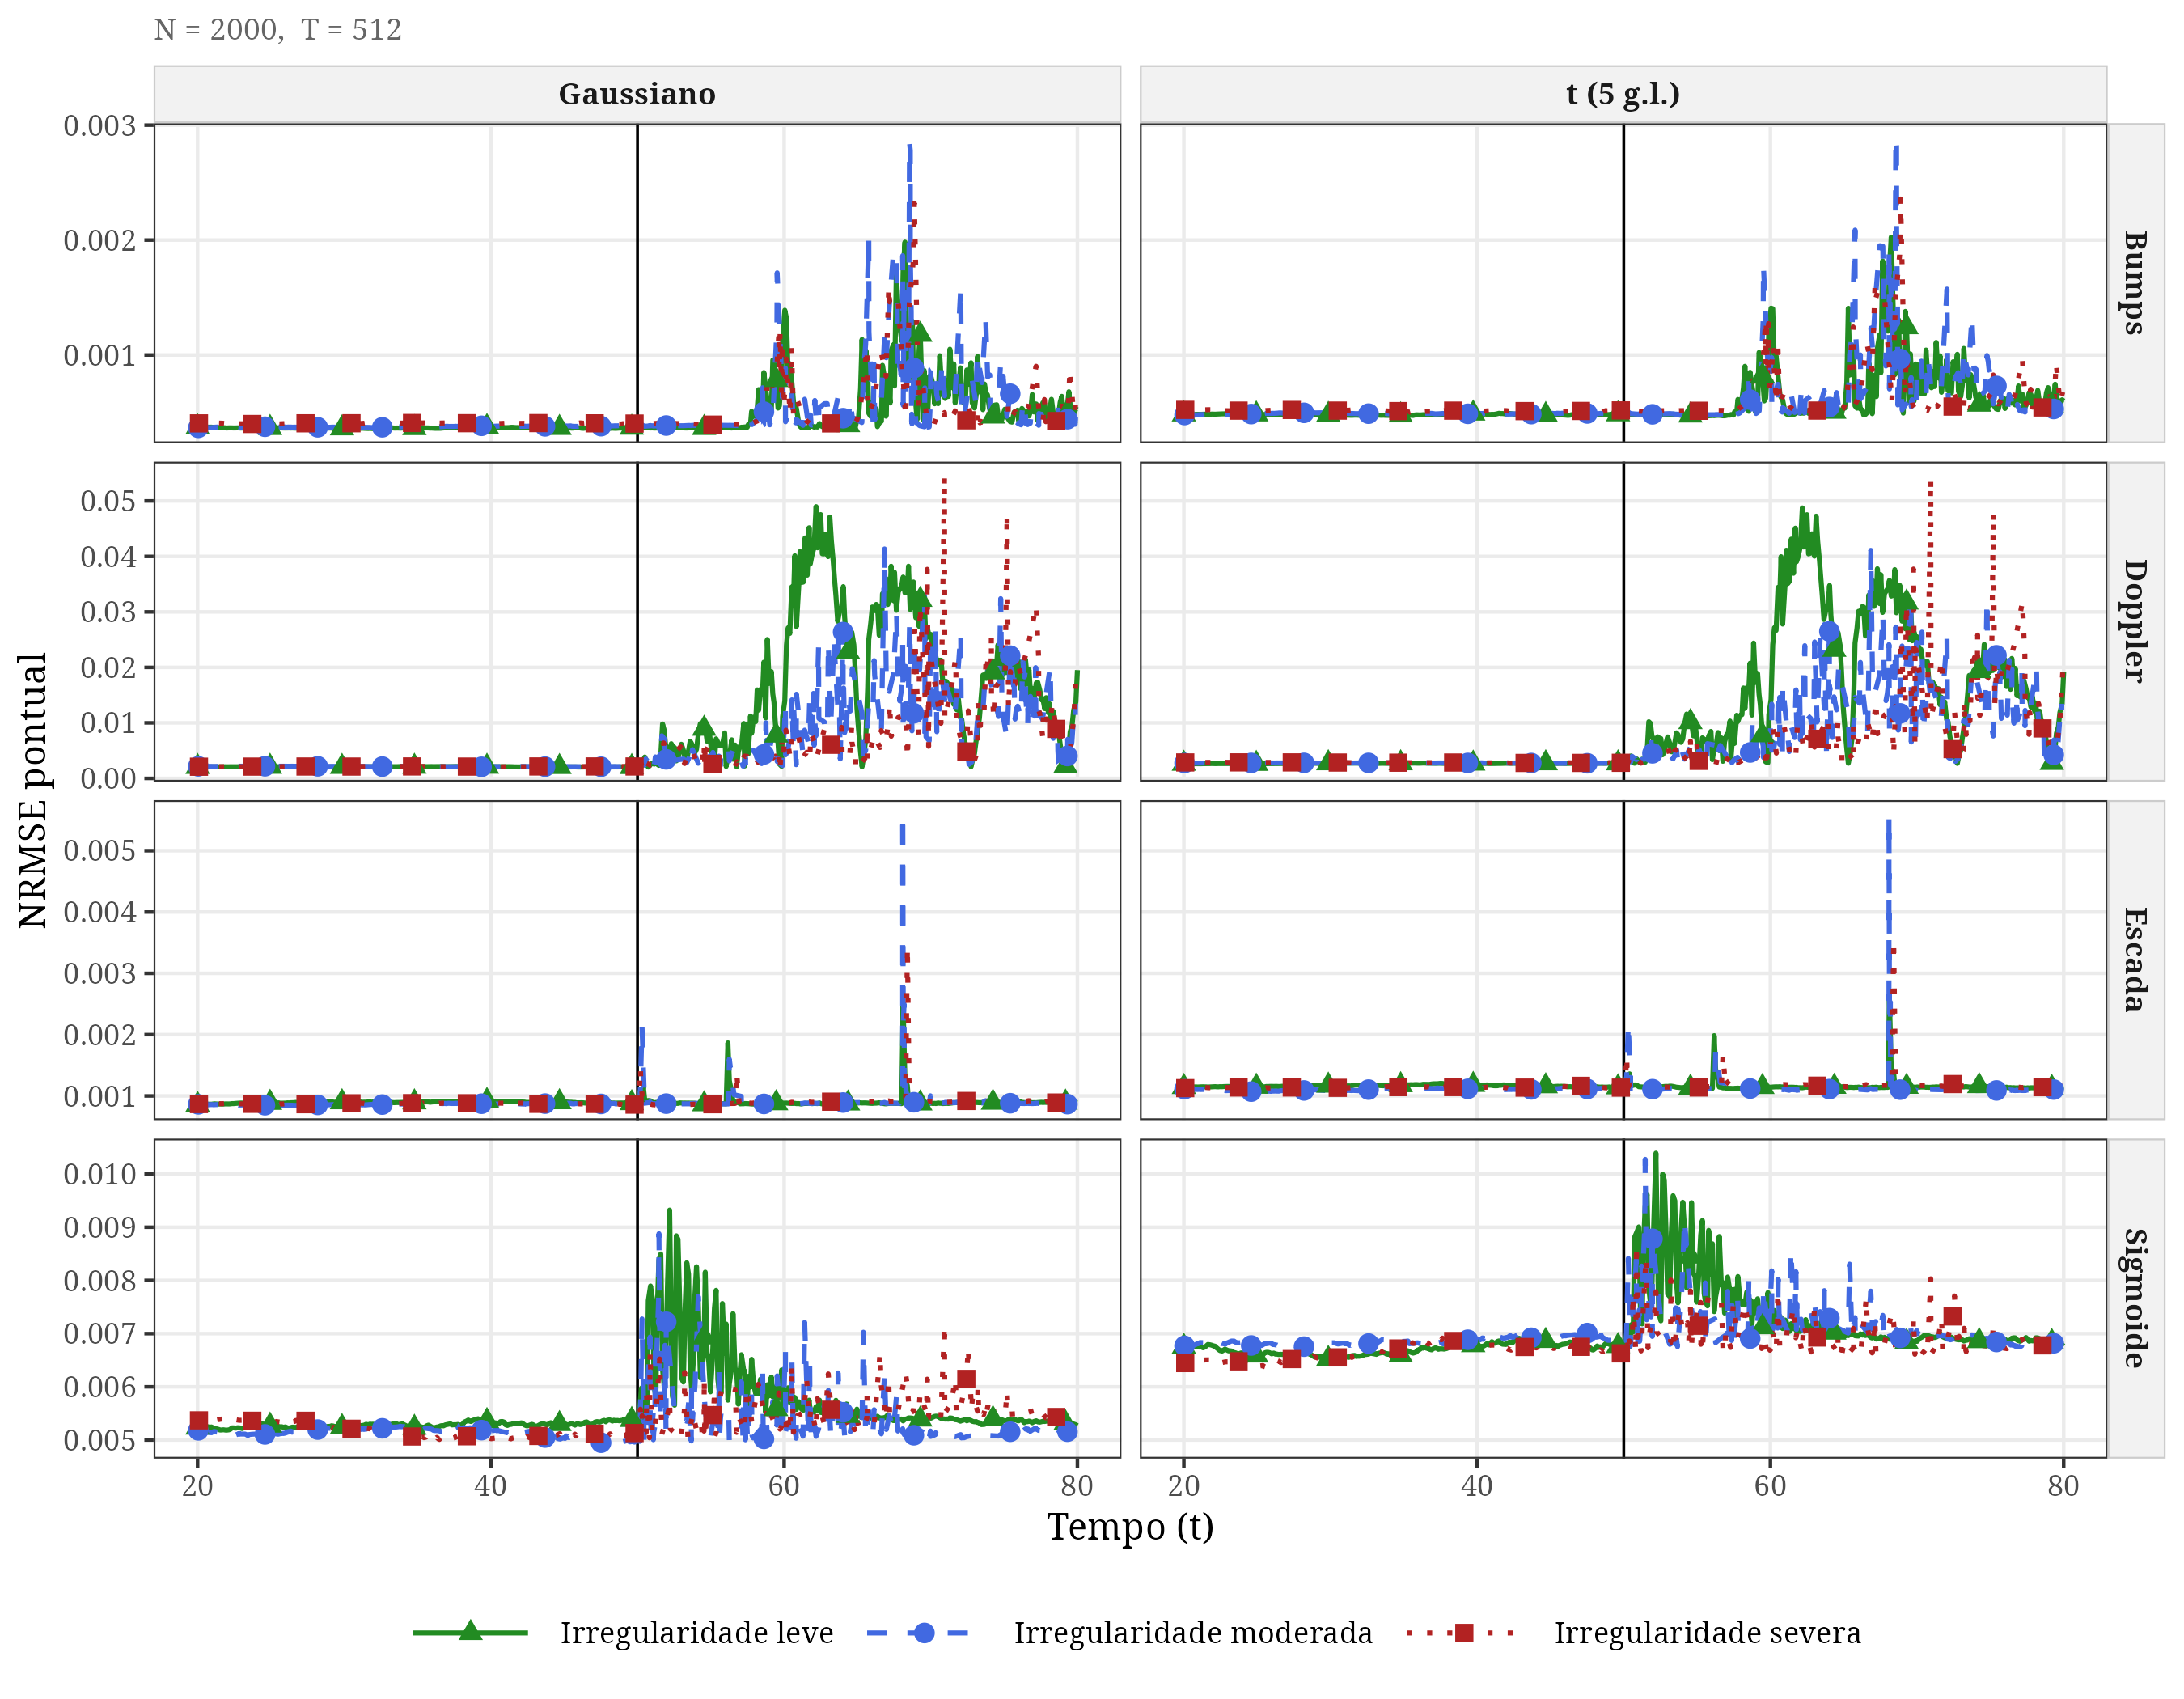 N = 2000,  T = 512
Gaussiano
t (5 g.l.)
0.003
0.002
0.001
Bumps
0.05
0.04
0.03
0.02
0.01
0.00
Doppler
0.005
0.004
0.003
0.002
0.001
Escada
0.010
0.009
0.008
0.007
0.006
0.005
Sigmoide
NRMSE pontual
20 40 60 80
20 40 60 80
Tempo (t)
Irregularidade leve
Irregularidade moderada
Irregularidade severa